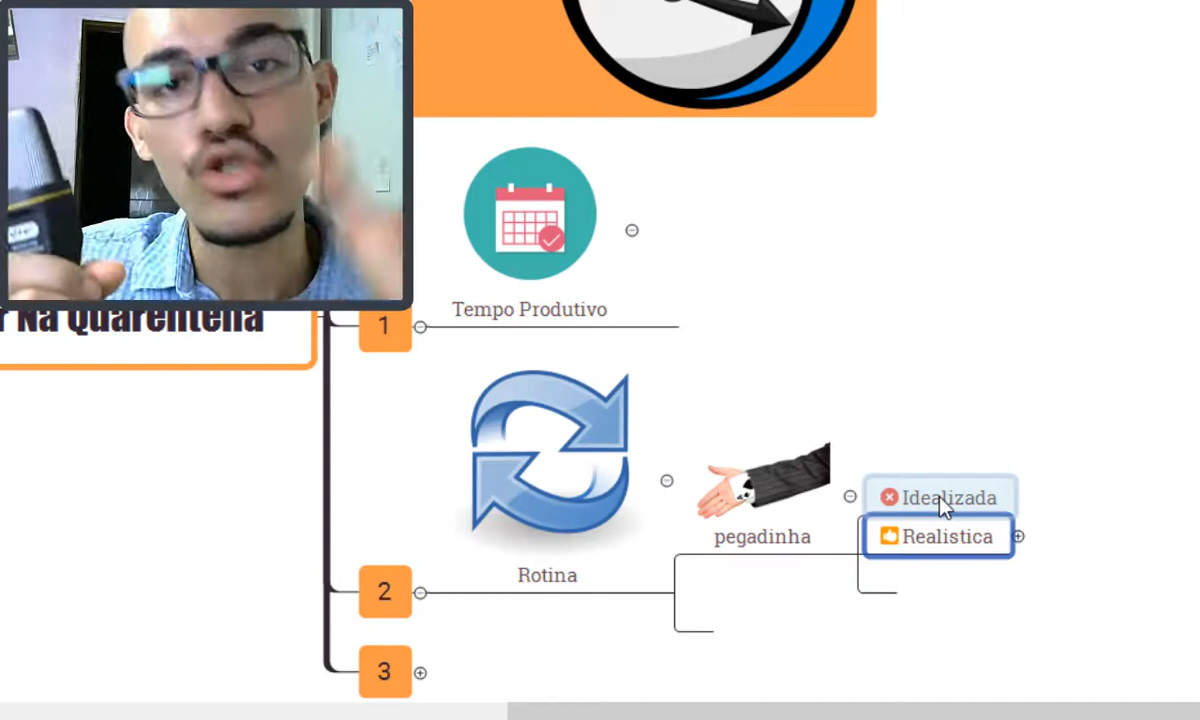 Na Quarentena
1
Tempo Produtivo
2
Rotina
pegadinha
Idealizada
Realistica
3